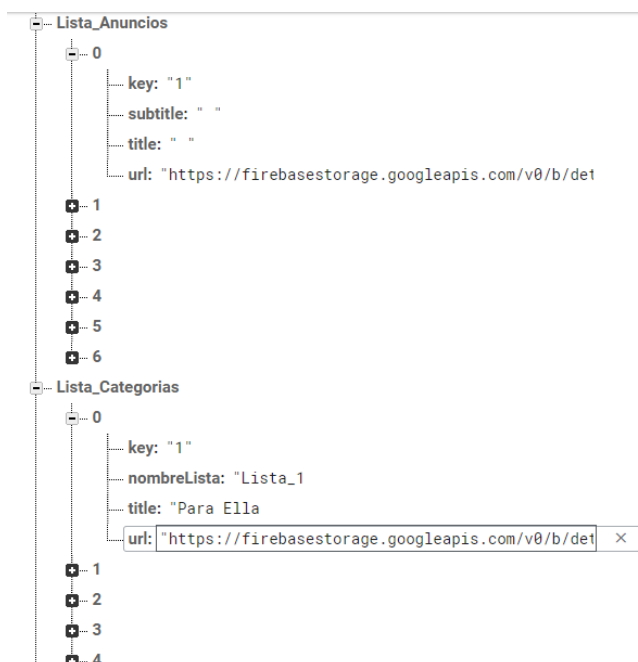 Lista_Anuncios
0
key: "1"
subtitle: " "
title: " "
url: "https://firebasestorage.googleapis.com/v0/b/det
1
2
3
4
5
6
Lista_Categorias
0
key: "1"
nombreLista: "Lista_1
title: "Para Ella
url: "https://firebasestorage.googleapis.com/v0/b/det ×
1
2
3
4